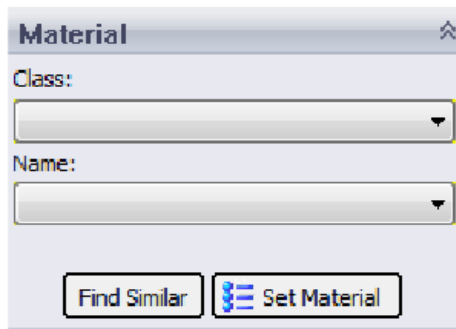 Material
Class:
Name:
Find Similar Set Material